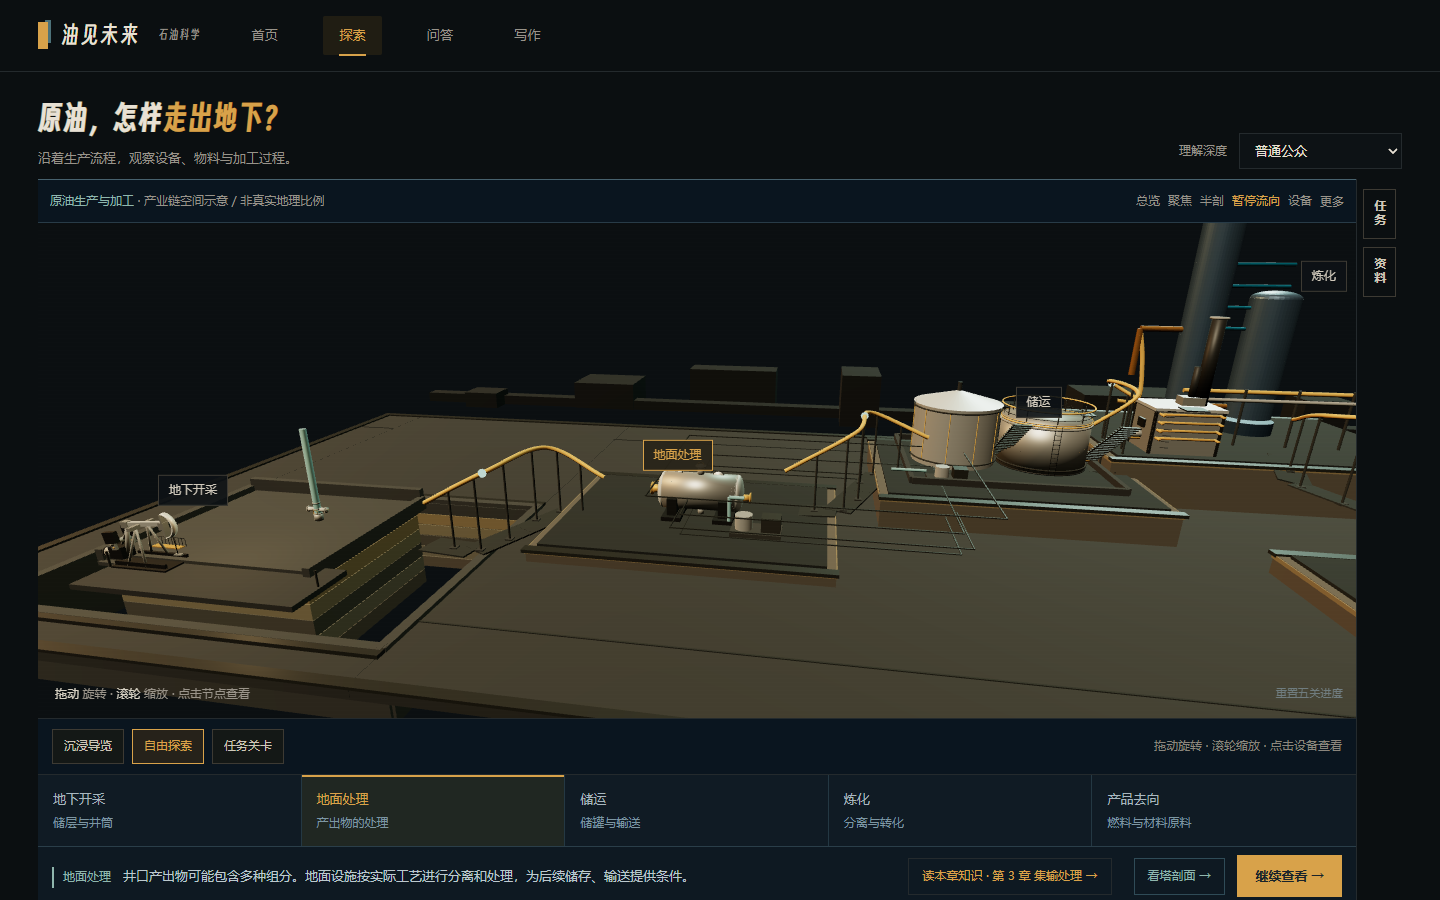 油见未来 石油科学 首页 探索 问答 写作
原油，怎样走出地下？
沿着生产流程，观察设备、物料与加工过程。
理解深度 普通公众
原油生产与加工 · 产业链空间示意 / 非真实地理比例
总览 聚焦 半剖 暂停流向 设备 更多
任务
资料
炼化
储运
地面处理
地下开采
拖动 旋转 · 滚轮 缩放 · 点击节点查看
重置五关进度
沉浸导览 自由探索 任务关卡
拖动旋转 · 滚轮缩放 · 点击设备查看
地下开采
储层与井筒
地面处理
产出物的处理
储运
储罐与输送
炼化
分离与转化
产品去向
燃料与材料原料
地面处理 井口产出物可能包含多种组分。地面设施按实际工艺进行分离和处理，为后续储存、输送提供条件。
读本章知识 · 第 3 章 集输处理 →
看塔剖面 →
继续查看 →